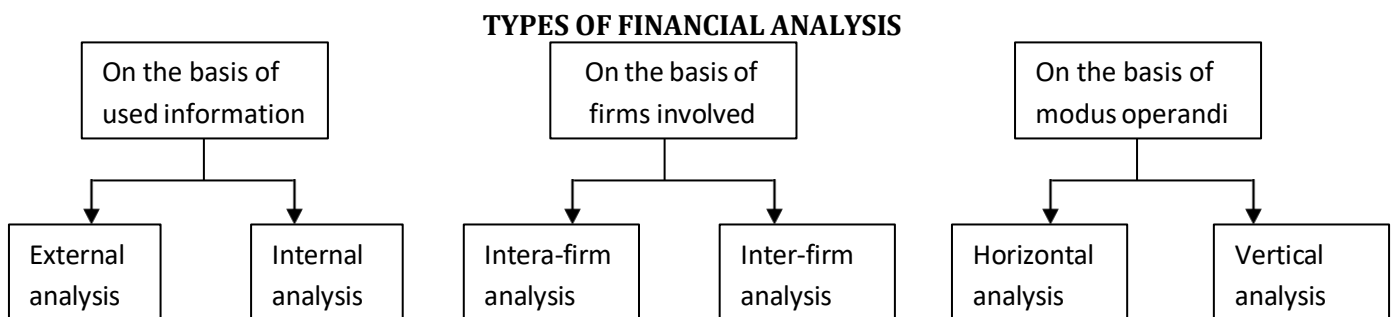 TYPES OF FINANCIAL ANALYSIS
On the basis of
used information
On the basis of
firms involved
On the basis of
modus operandi
External
analysis
Internal
analysis
Intera-firm
analysis
Inter-firm
analysis
Horizontal
analysis
Vertical
analysis